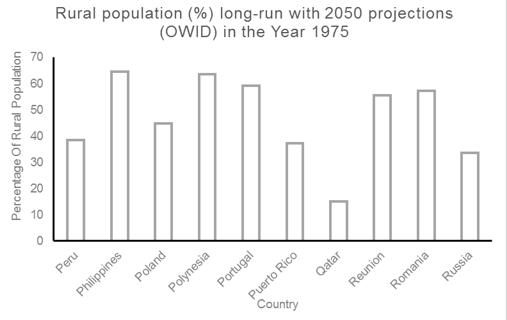 Rural population (%) long-run with 2050 projections
(OWID) in the Year 1975
Percentage Of Rural Population
70
60
50
40
30
20
10
0
Peru
Philippines
Poland
Polynesia
Portugal
Puerto Rico
Qatar
Reunion
Romania
Russia
Country